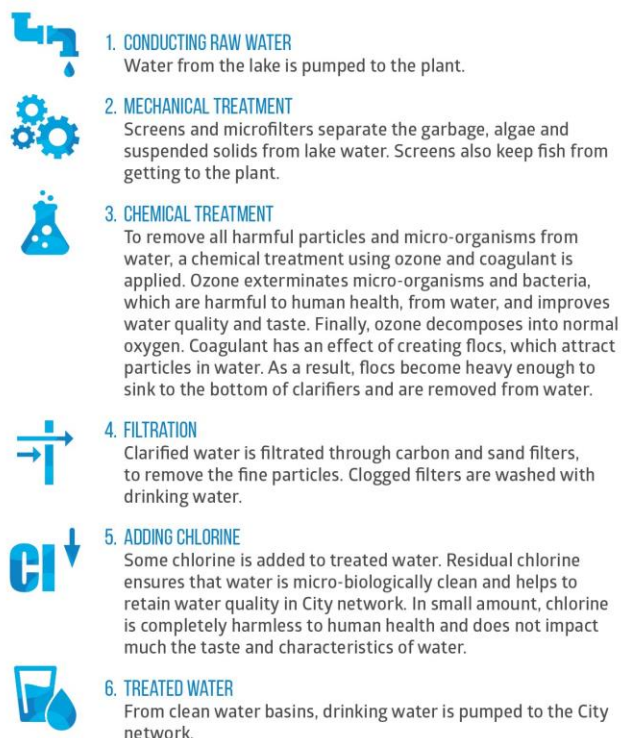 1. CONDUCTING RAW WATER
Water from the lake is pumped to the plant.
2. MECHANICAL TREATMENT
Screens and microfilters separate the garbage, algae and
suspended solids from lake water. Screens also keep fish from
getting to the plant.
3. CHEMICAL TREATMENT
To remove all harmful particles and micro-organisms from
water, a chemical treatment using ozone and coagulant is
applied. Ozone exterminates micro-organisms and bacteria,
which are harmful to human health, from water, and improves
water quality and taste. Finally, ozone decomposes into normal
oxygen. Coagulant has an effect of creating flocs, which attract
particles in water. As a result, flocs become heavy enough to
sink to the bottom of clarifiers and are removed from water.
4. FILTRATION
Clarified water is filtrated through carbon and sand filters,
to remove the fine particles. Clogged filters are washed with
drinking water.
Cl
5. ADDING CHLORINE
Some chlorine is added to treated water. Residual chlorine
ensures that water is micro-biologically clean and helps to
retain water quality in City network. In small amount, chlorine
is completely harmless to human health and does not impact
much the taste and characteristics of water.
6. TREATED WATER
From clean water basins, drinking water is pumped to the City
network.